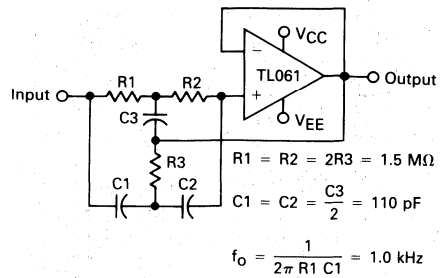 VCC
−
TL061
+
VEE
Output
Input
R1
R2
C3
R3
C1
C2
R1 = R2 = 2R3 = 1.5 MΩ
C1 = C2 = C3/2 = 110 pF
fo = 1/(2π R1 C1) = 1.0 kHz